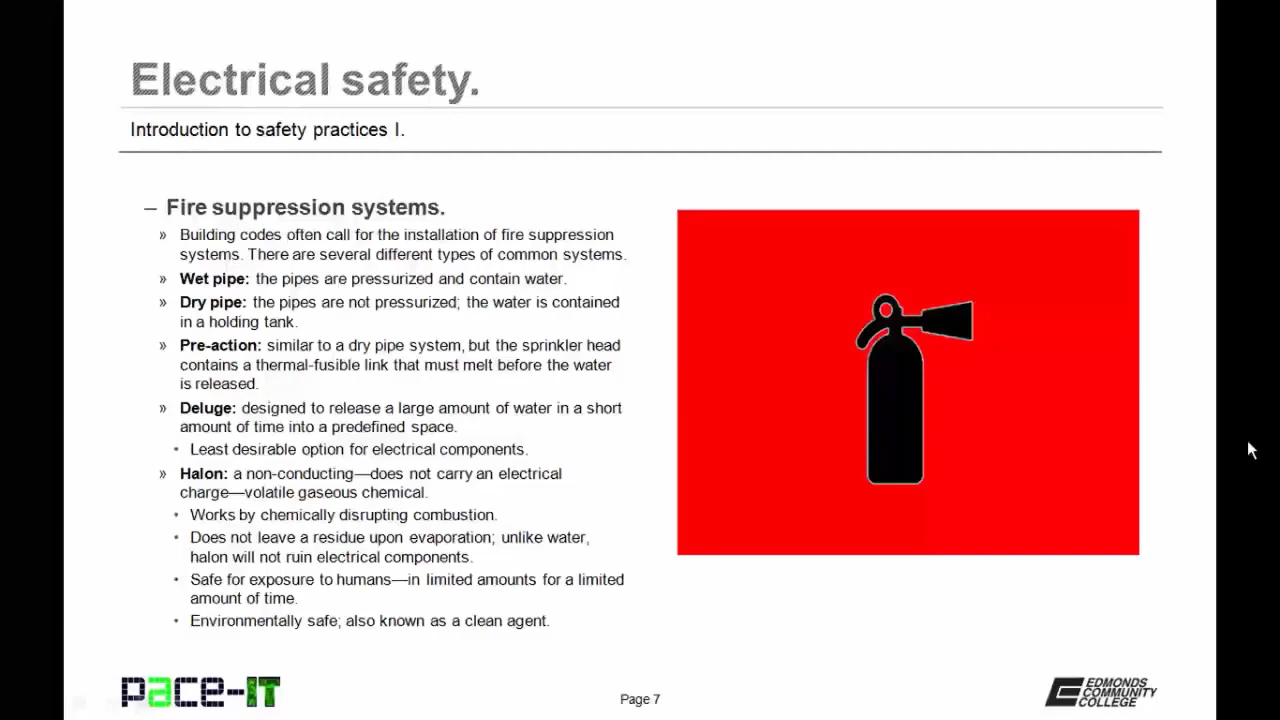 Electrical safety.
Introduction to safety practices I.
– Fire suppression systems.
» Building codes often call for the installation of fire suppression
systems. There are several different types of common systems.
» Wet pipe: the pipes are pressurized and contain water.
» Dry pipe: the pipes are not pressurized; the water is contained
in a holding tank.
» Pre-action: similar to a dry pipe system, but the sprinkler head
contains a thermal-fusible link that must melt before the water
is released.
» Deluge: designed to release a large amount of water in a short
amount of time into a predefined space.
• Least desirable option for electrical components.
» Halon: a non-conducting—does not carry an electrical
charge—volatile gaseous chemical.
• Works by chemically disrupting combustion.
• Does not leave a residue upon evaporation; unlike water,
halon will not ruin electrical components.
• Safe for exposure to humans—in limited amounts for a limited
amount of time.
• Environmentally safe; also known as a clean agent.
pace-IT
Page 7
EDMONDS
COMMUNITY
COLLEGE